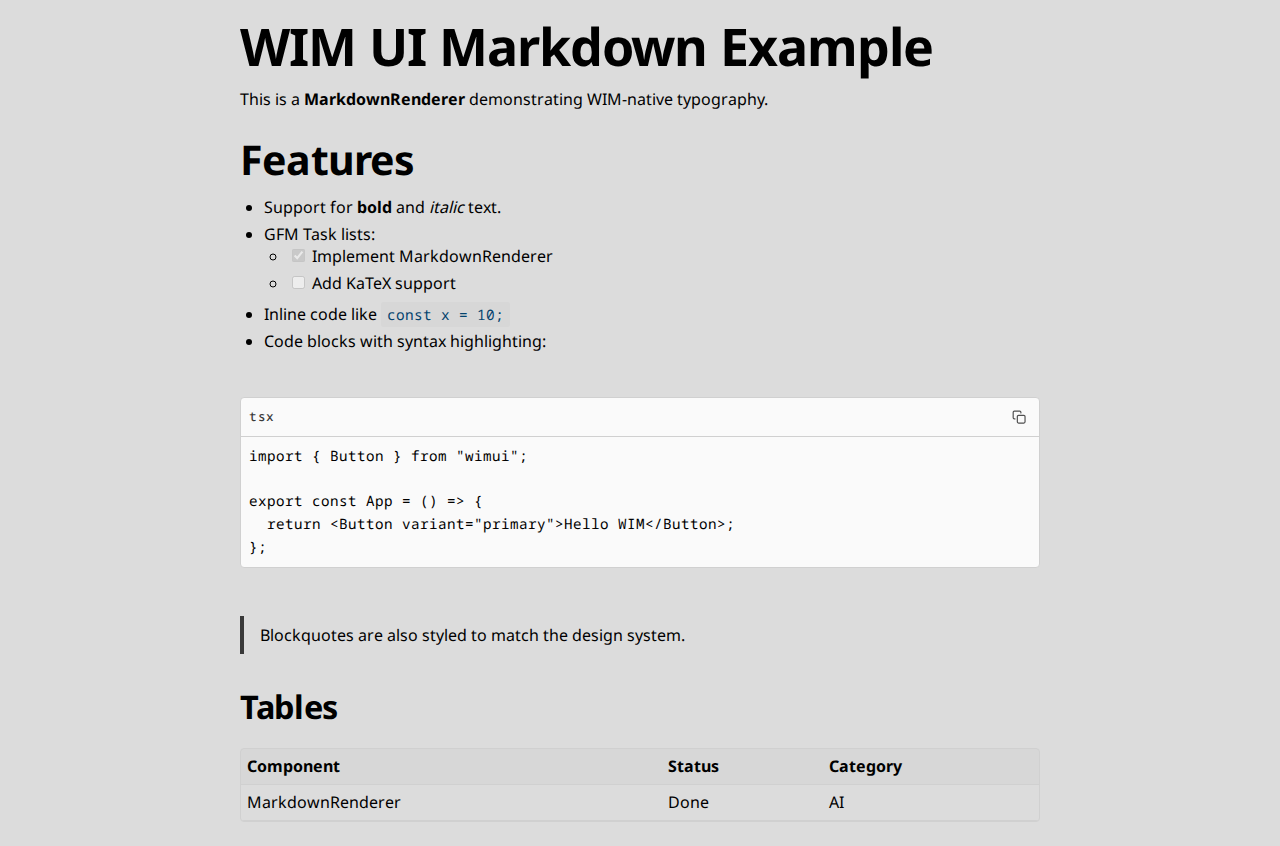 WIM UI Markdown Example
This is a MarkdownRenderer demonstrating WIM-native typography.
Features
Support for bold and italic text.
GFM Task lists:
Implement MarkdownRenderer
Add KaTeX support
Inline code like const x = 10;
Code blocks with syntax highlighting:
tsx
import { Button } from "wimui";
export const App = () => {
  return <Button variant="primary">Hello WIM</Button>;
};
Blockquotes are also styled to match the design system.
Tables
Component Status Category
MarkdownRenderer Done AI